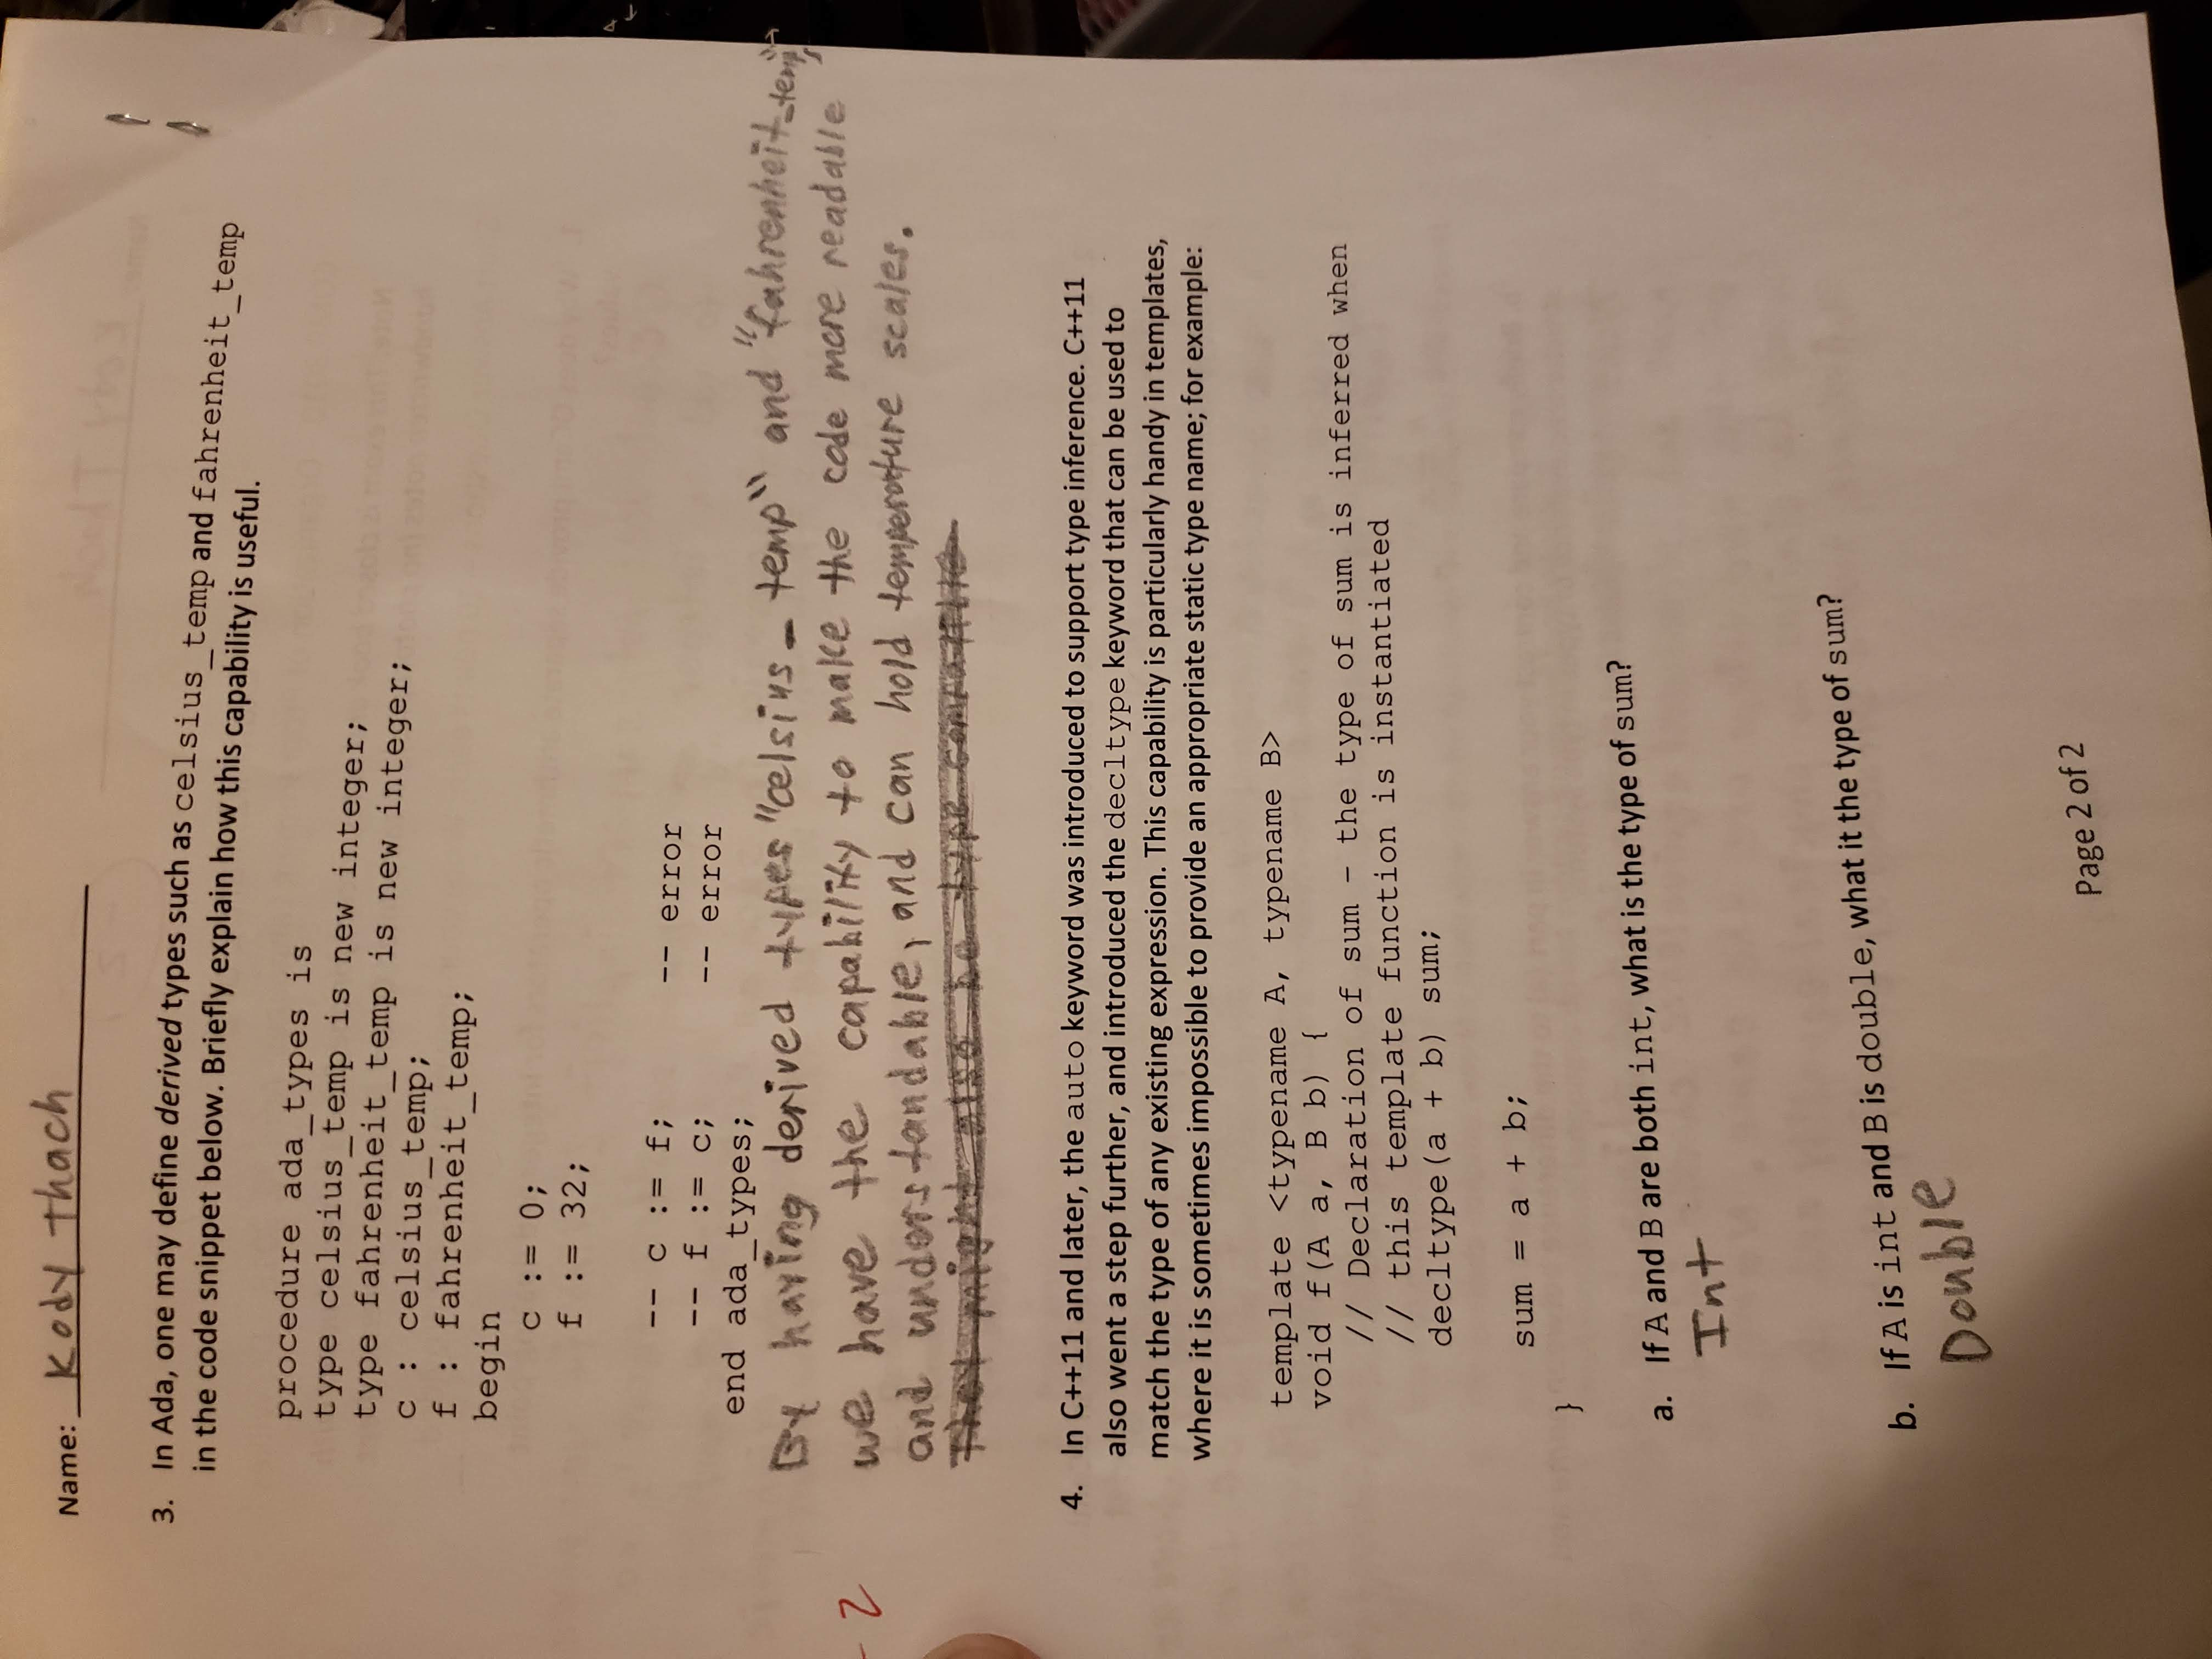 Name: Kody Thach
3. In Ada, one may define derived types such as celsius_temp and fahrenheit_temp
in the code snippet below. Briefly explain how this capability is useful.
procedure ada_types is
type celsius_temp is new integer;
type fahrenheit_temp is new integer;
c : celsius_temp;
f : fahrenheit_temp;
begin
c := 0;
f := 32;
-- c := f; -- error
-- f := c; -- error
end ada_types;
By having derived types "celsius_temp" and "fahrenheit_temp",
we have the capability to make the code more readable
-2
and understandable, and can hold temperature scales.
They might also be type compatible
4. In C++11 and later, the auto keyword was introduced to support type inference. C++11
also went a step further, and introduced the decltype keyword that can be used to
match the type of any existing expression. This capability is particularly handy in templates,
where it is sometimes impossible to provide an appropriate static type name; for example:
template <typename A, typename B>
void f(A a, B b) {
// Declaration of sum – the type of sum is inferred when
// this template function is instantiated
decltype(a + b) sum;
sum = a + b;
}
a. If A and B are both int, what is the type of sum?
Int
b. If A is int and B is double, what it the type of sum?
Double
Page 2 of 2